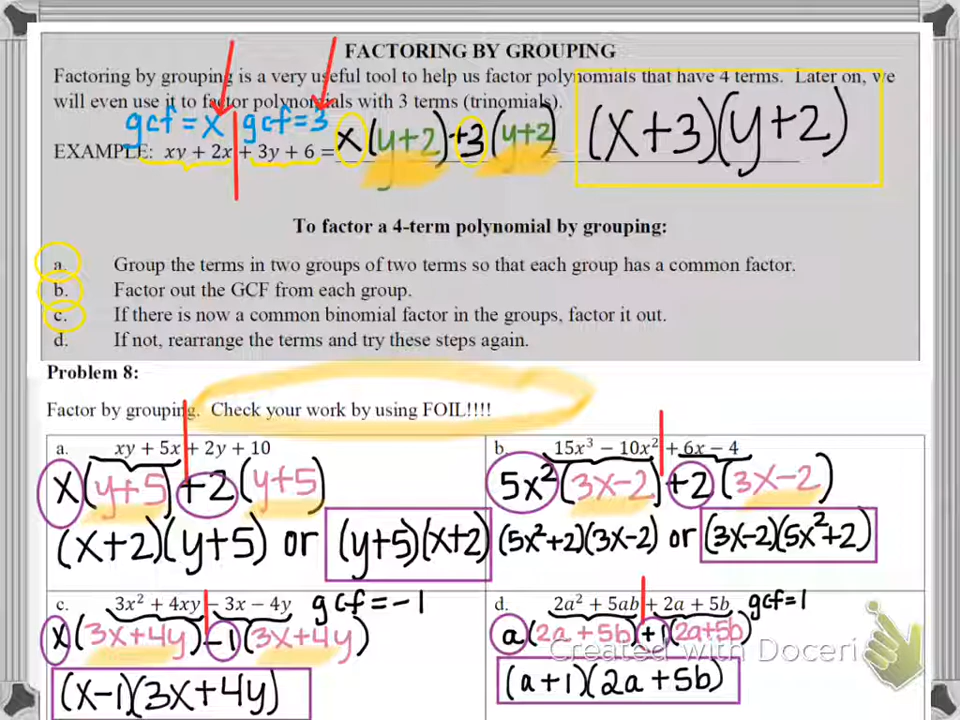 FACTORING BY GROUPING
Factoring by grouping is a very useful tool to help us factor polynomials that have 4 terms. Later on, we
will even use it to factor polynomials with 3 terms (trinomials).
gcf = x gcf = 3
EXAMPLE: xy + 2x + 3y + 6 = x(y+2)+3(y+2) = (x+3)(y+2)
To factor a 4-term polynomial by grouping:
a. Group the terms in two groups of two terms so that each group has a common factor.
b. Factor out the GCF from each group.
c. If there is now a common binomial factor in the groups, factor it out.
d. If not, rearrange the terms and try these steps again.
Problem 8:
Factor by grouping. Check your work by using FOIL!!!!
a. xy + 5x + 2y + 10
x(y+5)+2(y+5)
(x+2)(y+5) or (y+5)(x+2)
b. 15x³ − 10x² + 6x − 4
5x²(3x-2)+2(3x-2)
(5x²+2)(3x-2) or (3x-2)(5x²+2)
c. 3x² + 4xy − 3x − 4y gcf = -1
x(3x+4y)-1(3x+4y)
(x-1)(3x+4y)
d. 2a² + 5ab + 2a + 5b gcf=1
a(2a+5b)+1(2a+5b)
Created with Doceri
(a+1)(2a+5b)